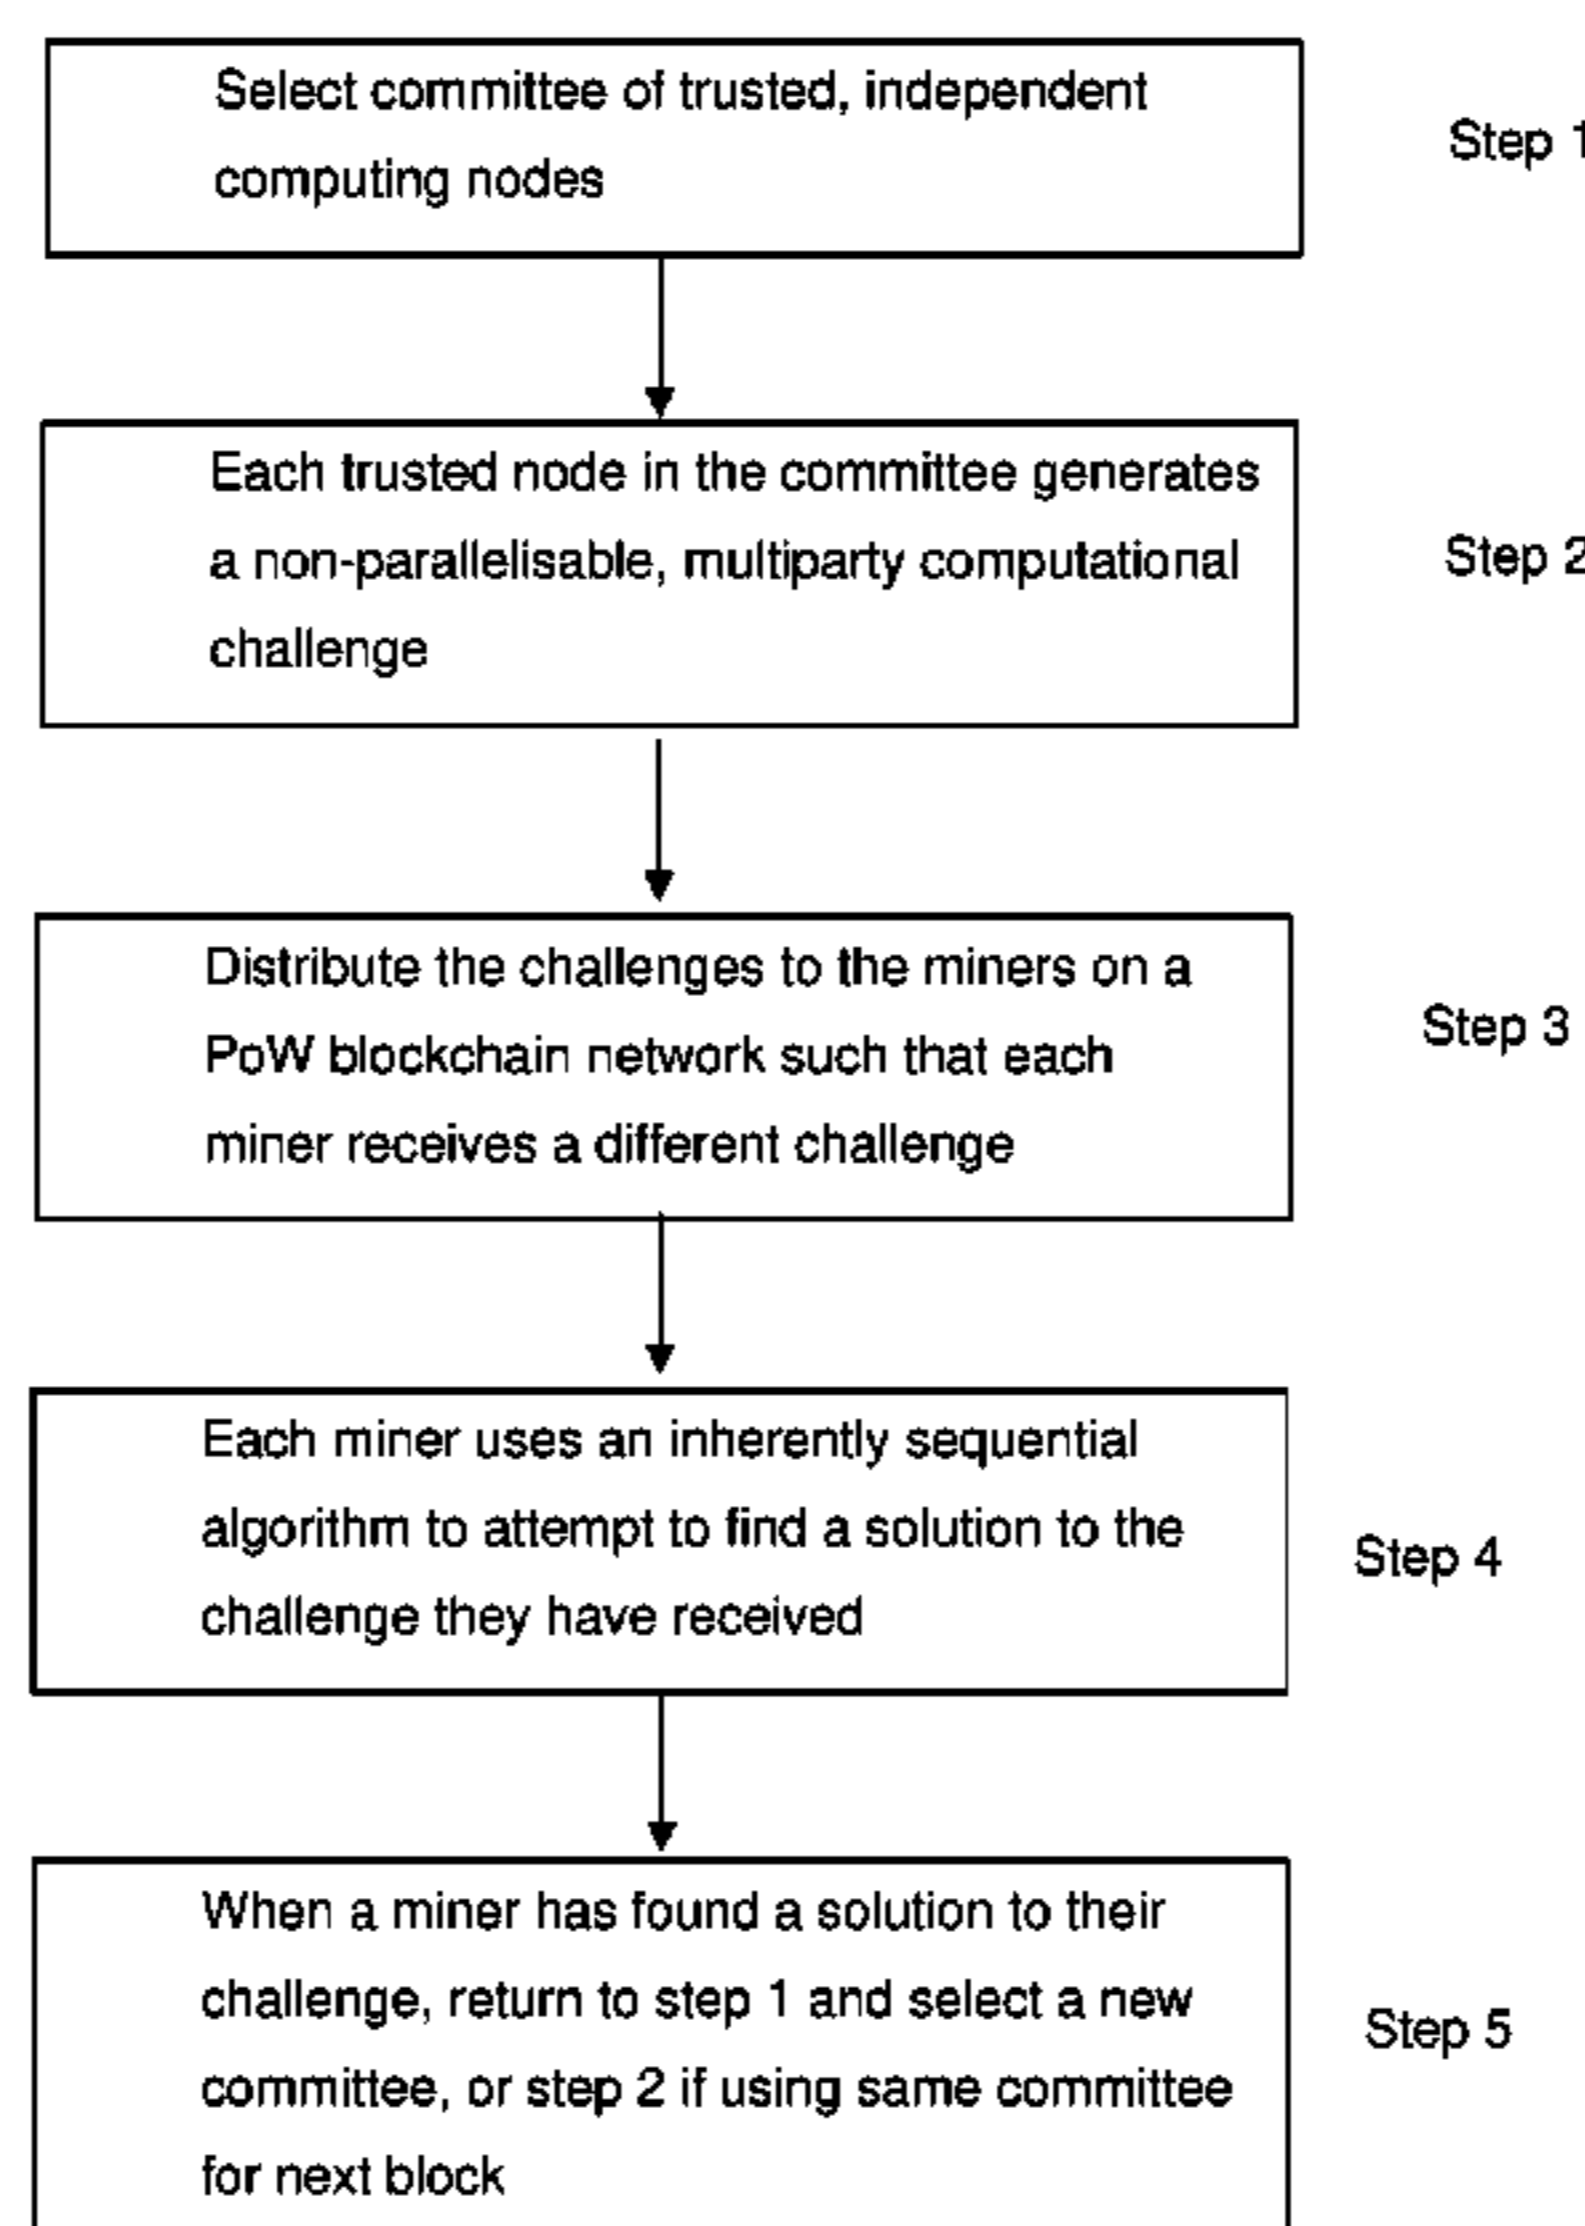 Select committee of trusted, independent
computing nodes
Step 1
Each trusted node in the committee generates
a non-parallelisable, multiparty computational
challenge
Step 2
Distribute the challenges to the miners on a
PoW blockchain network such that each
miner receives a different challenge
Step 3
Each miner uses an inherently sequential
algorithm to attempt to find a solution to the
challenge they have received
Step 4
When a miner has found a solution to their
challenge, return to step 1 and select a new
committee, or step 2 if using same committee
for next block
Step 5